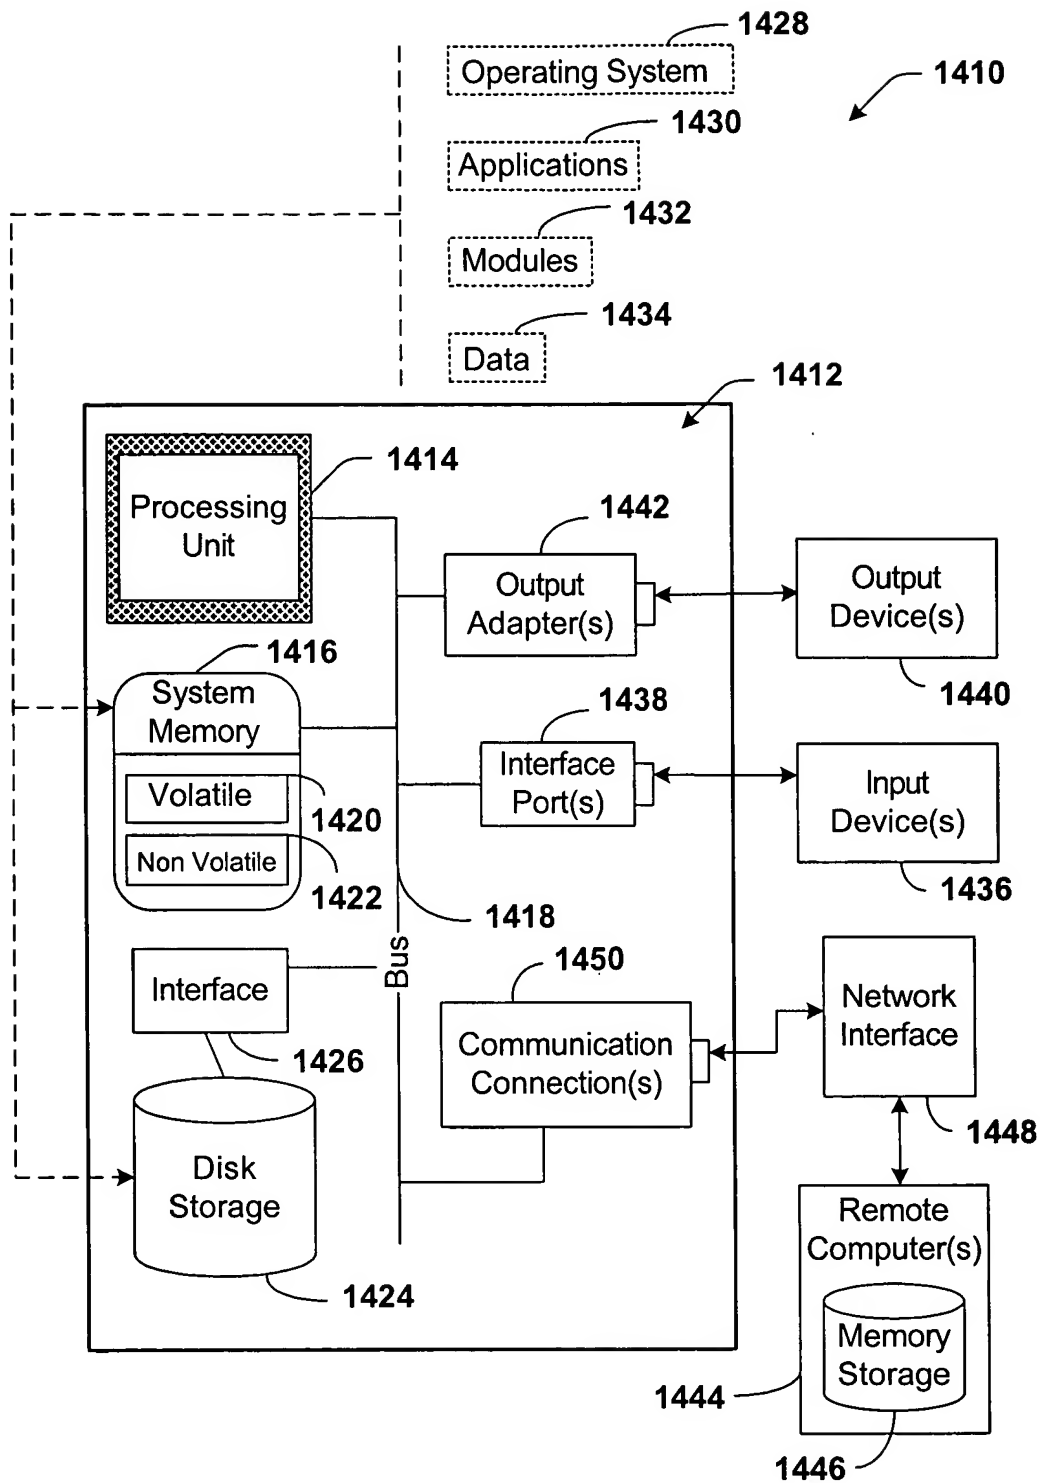 1428
Operating System
1410
1430
Applications
1432
Modules
1434
Data
1412
1414
Processing
Unit
1442
Output
Adapter(s)
Output
Device(s)
1440
1416
System
Memory
Volatile
1420
Non Volatile
1422
1438
Interface
Port(s)
Input
Device(s)
1436
1418
Bus
Interface
1426
1450
Communication
Connection(s)
Network
Interface
1448
Disk
Storage
1424
Remote
Computer(s)
Memory
Storage
1444
1446